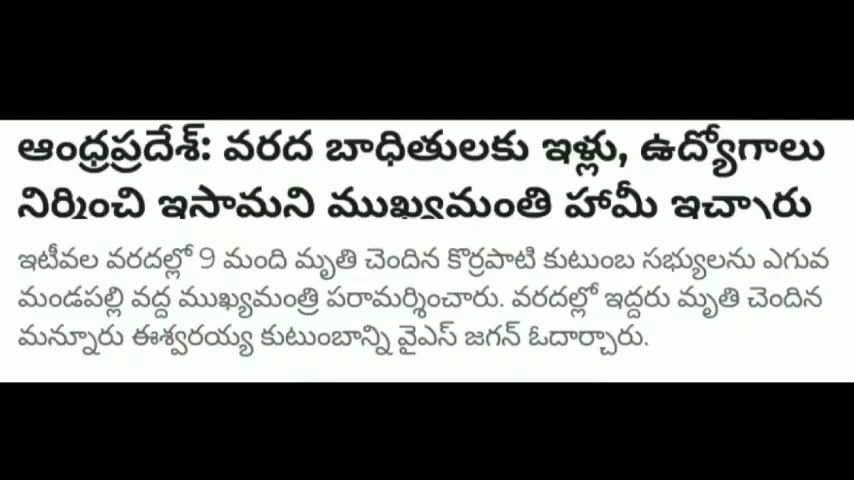 ఆంధ్రప్రదేశ్: వరద బాధితులకు ఇళ్లు, ఉద్యోగాలు
నిర్మించి ఇస్తామని ముఖ్యమంత్రి హామీ ఇచ్చారు
ఇటీవల వరదల్లో 9 మంది మృతి చెందిన కొర్రపాటి కుటుంబ సభ్యులను ఎగువ
మండపల్లి వద్ద ముఖ్యమంత్రి పరామర్శించారు. వరదల్లో ఇద్దరు మృతి చెందిన
మన్నూరు ఈశ్వరయ్య కుటుంబాన్ని వైఎస్ జగన్ ఓదార్చారు.